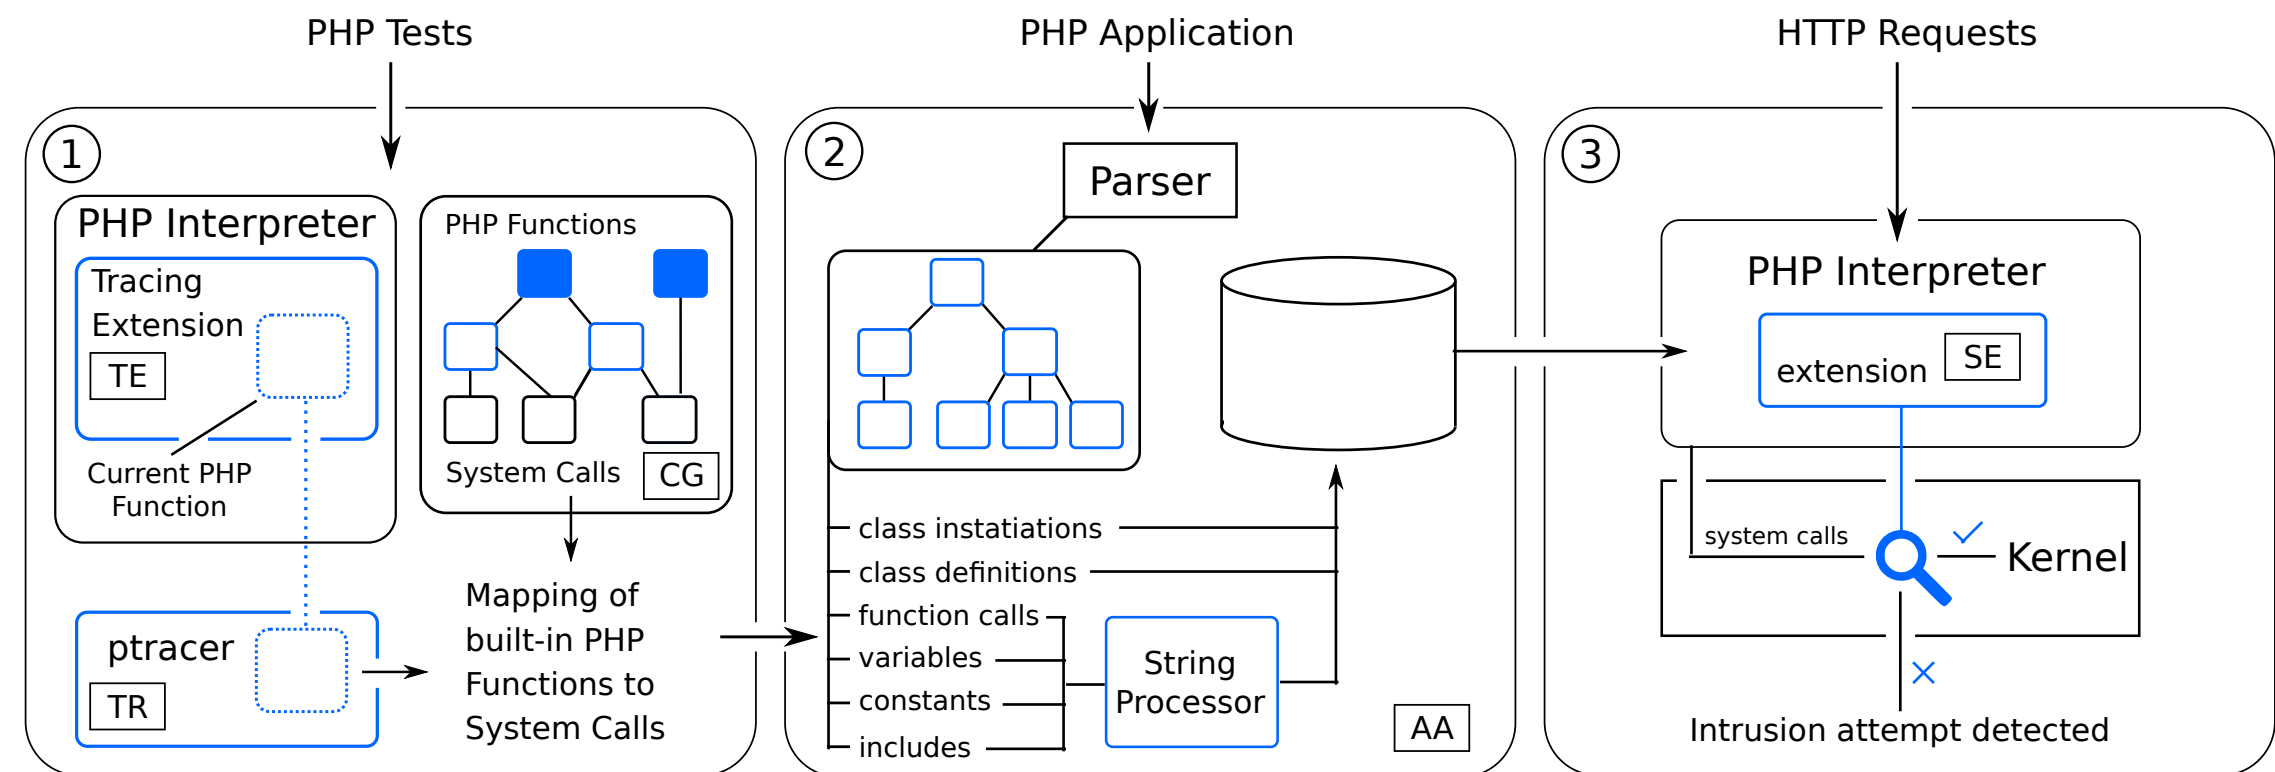 PHP Tests
PHP Application
HTTP Requests
1
PHP Interpreter
Tracing
Extension
TE
Current PHP
Function
ptracer
TR
PHP Functions
System Calls
CG
Mapping of
built-in PHP
Functions to
System Calls
2
Parser
class instatiations
class definitions
function calls
variables
constants
includes
String
Processor
AA
3
PHP Interpreter
extension
SE
system calls
Kernel
Intrusion attempt detected